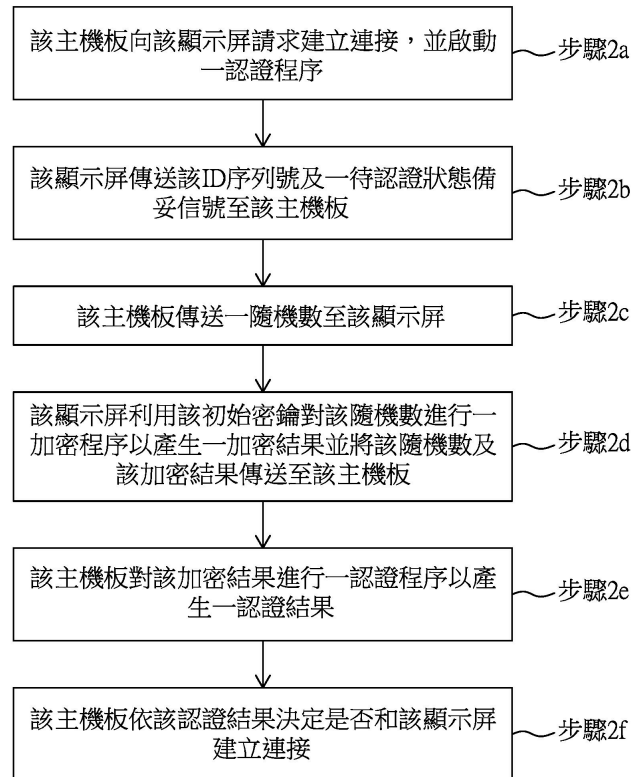 該主機板向該顯示屏請求建立連接，並啟動
一認證程序
步驟2a
該顯示屏傳送該ID序列號及一待認證狀態備
妥信號至該主機板
步驟2b
該主機板傳送一隨機數至該顯示屏
步驟2c
該顯示屏利用該初始密鑰對該隨機數進行一
加密程序以產生一加密結果並將該隨機數及
該加密結果傳送至該主機板
步驟2d
該主機板對該加密結果進行一認證程序以產
生一認證結果
步驟2e
該主機板依該認證結果決定是否和該顯示屏
建立連接
步驟2f